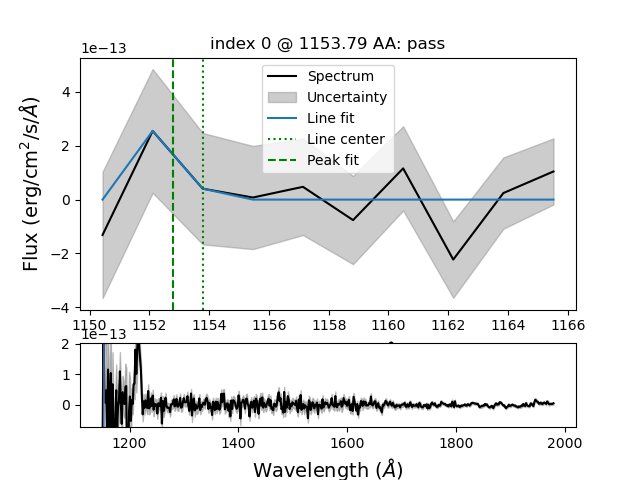 index 0 @ 1153.79 AA: pass
1e−13
Flux (erg/cm²/s/Å)
4
2
0
−2
−4
Spectrum
Uncertainty
Line fit
Line center
Peak fit
1150 1152 1154 1156 1158 1160 1162 1164 1166
1e−13
2
1
0
1200 1400 1600 1800 2000
Wavelength (Å)